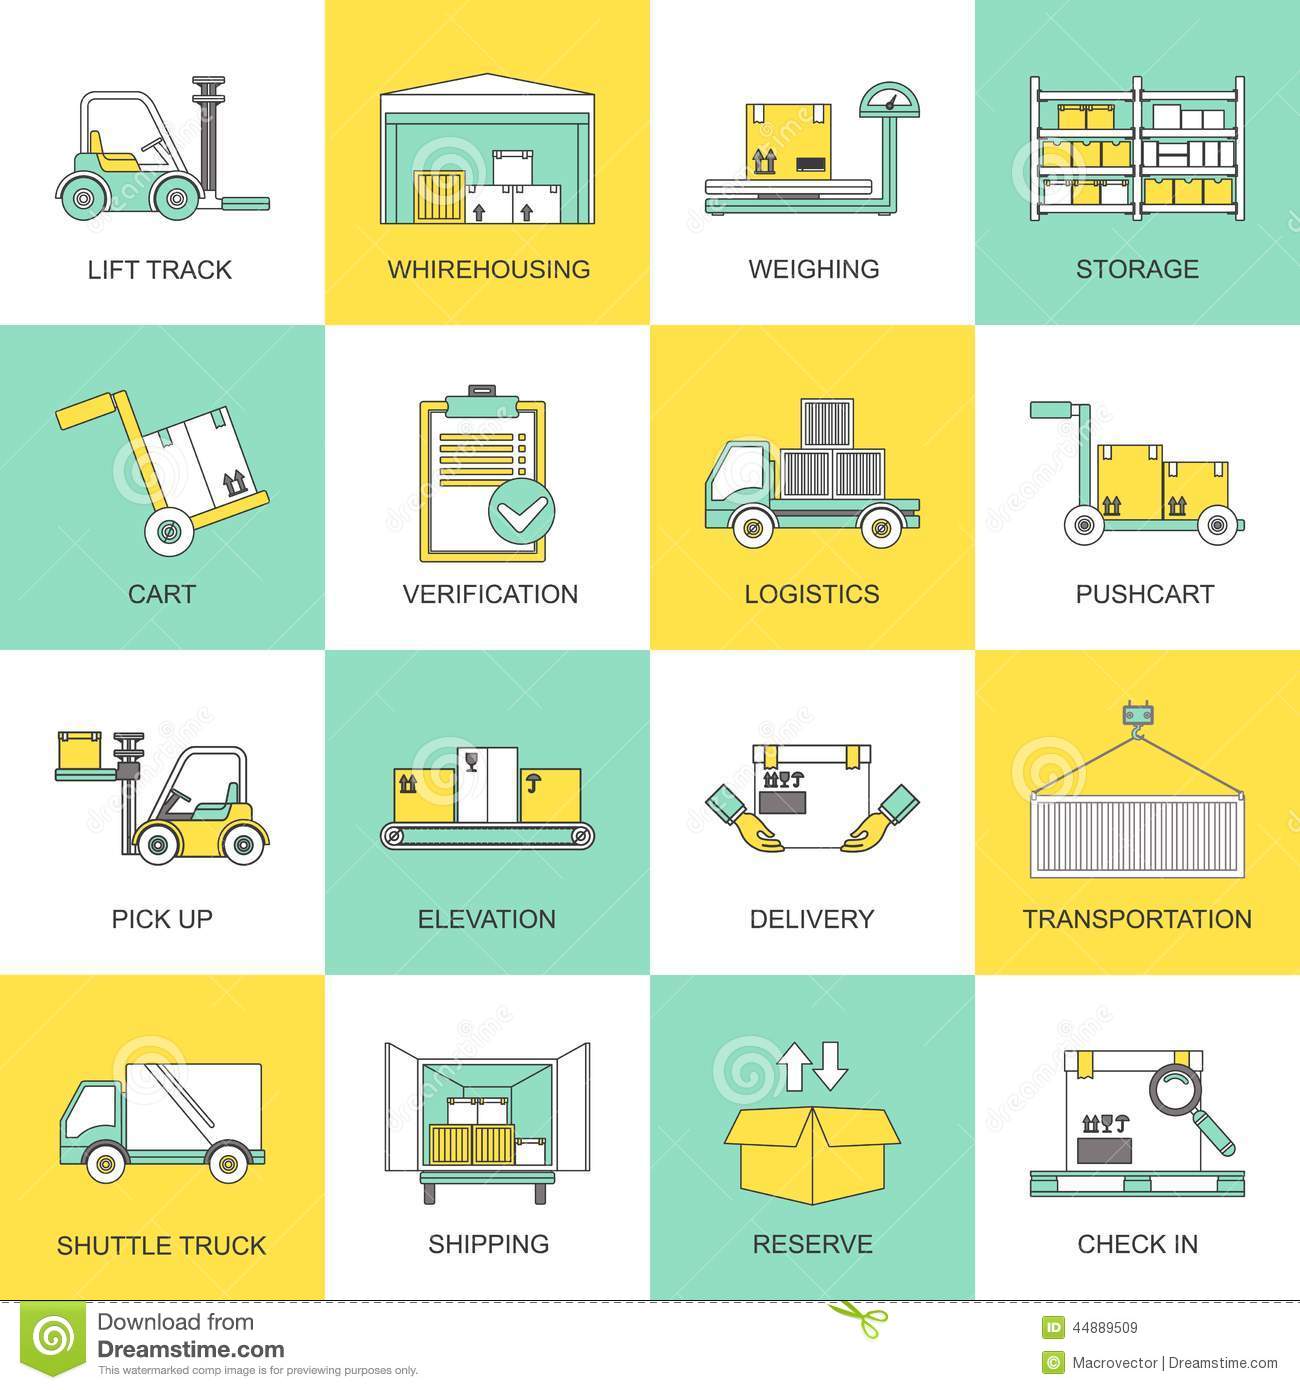 LIFT TRACK
WHIREHOUSING
WEIGHING
STORAGE
CART
VERIFICATION
LOGISTICS
PUSHCART
PICK UP
ELEVATION
DELIVERY
TRANSPORTATION
SHUTTLE TRUCK
SHIPPING
RESERVE
CHECK IN
Download from
Dreamstime.com
This watermarked comp image is for previewing purposes only.
ID 44889509
© Macrovector | Dreamstime.com